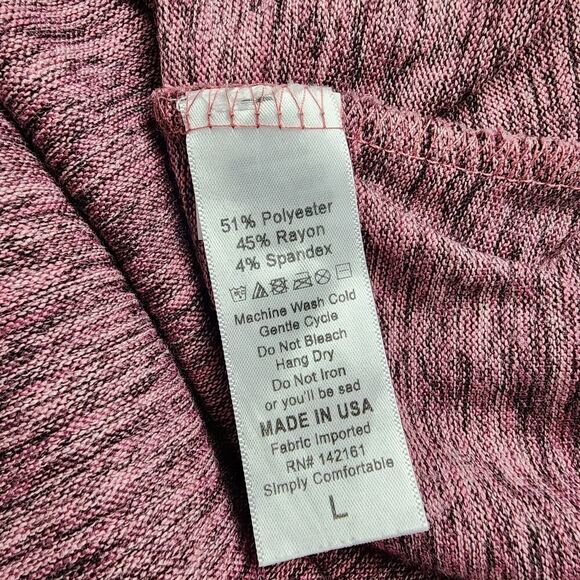 51% Polyester
45% Rayon
4% Spandex
Machine Wash Cold
Gentle Cycle
Do Not Bleach
Hang Dry
Do Not Iron
or you'll be sad
MADE IN USA
Fabric Imported
RN# 142161
Simply Comfortable
L